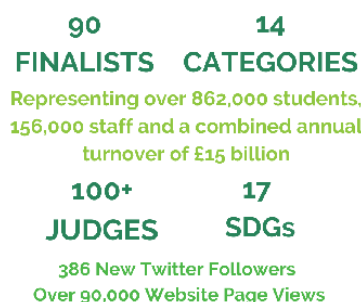 90 14
FINALISTS CATEGORIES
Representing over 862,000 students,
156,000 staff and a combined annual
turnover of £15 billion
100+ 17
JUDGES SDGs
386 New Twitter Followers
Over 90,000 Website Page Views